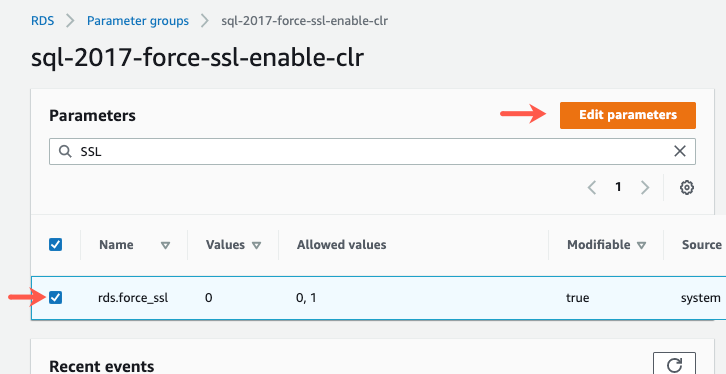 RDS > Parameter groups > sql-2017-force-ssl-enable-clr
sql-2017-force-ssl-enable-clr
Parameters Edit parameters
SSL
1
Name Values Allowed values Modifiable Source
rds.force_ssl 0 0, 1 true system
Recent events